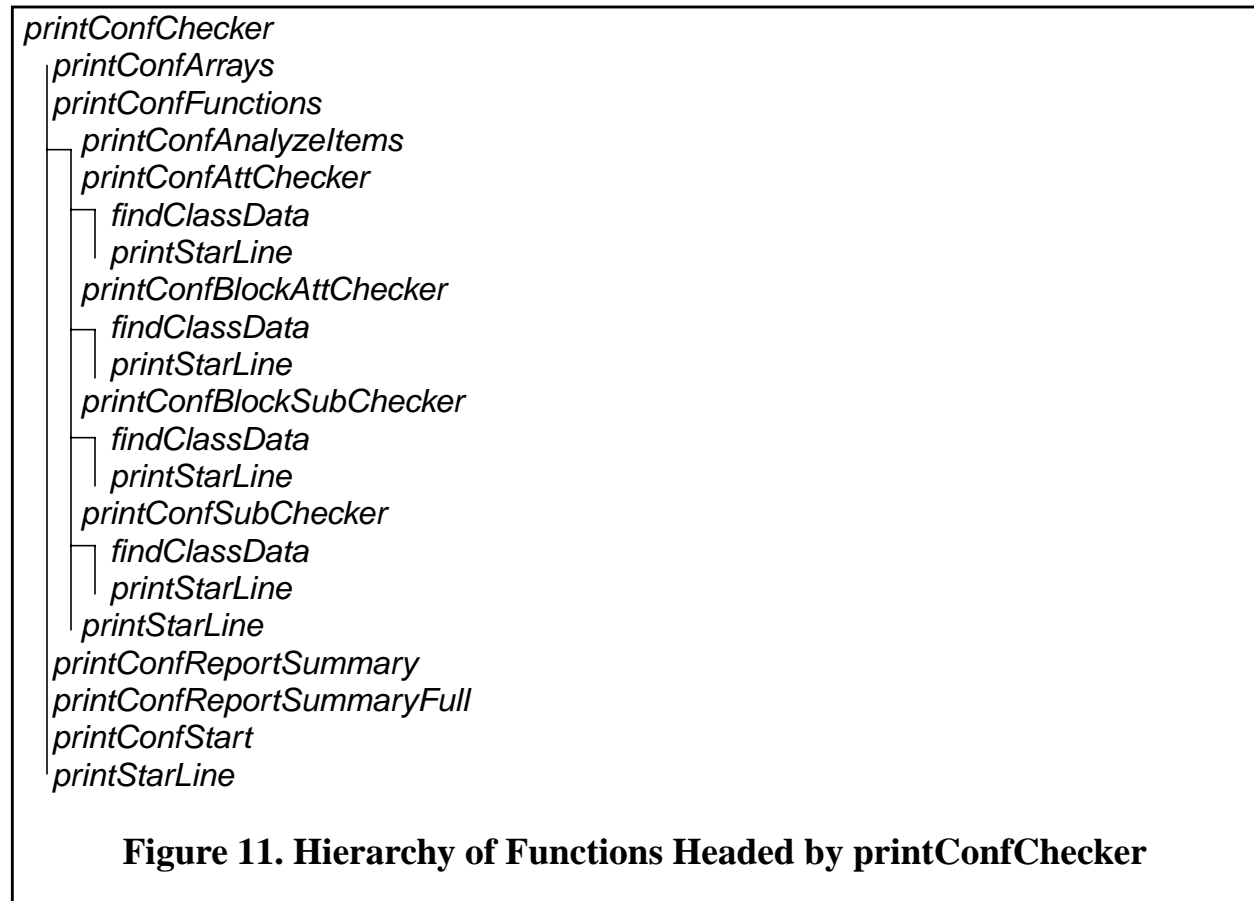 printConfChecker
printConfArrays
printConfFunctions
printConfAnalyzeItems
printConfAttChecker
findClassData
printStarLine
printConfBlockAttChecker
findClassData
printStarLine
printConfBlockSubChecker
findClassData
printStarLine
printConfSubChecker
findClassData
printStarLine
printStarLine
printConfReportSummary
printConfReportSummaryFull
printConfStart
printStarLine
Figure 11. Hierarchy of Functions Headed by printConfChecker